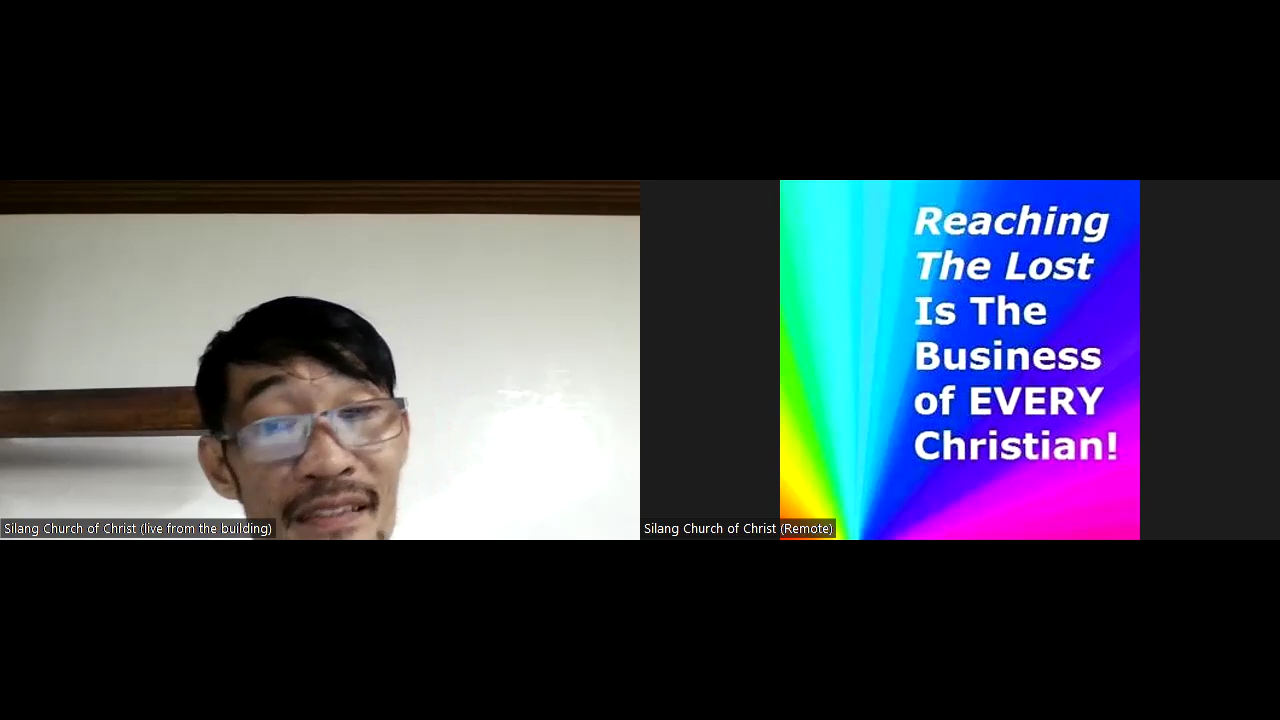 Reaching
The Lost
Is The
Business
of EVERY
Christian!
Silang Church of Christ (live from the building)
Silang Church of Christ (Remote)